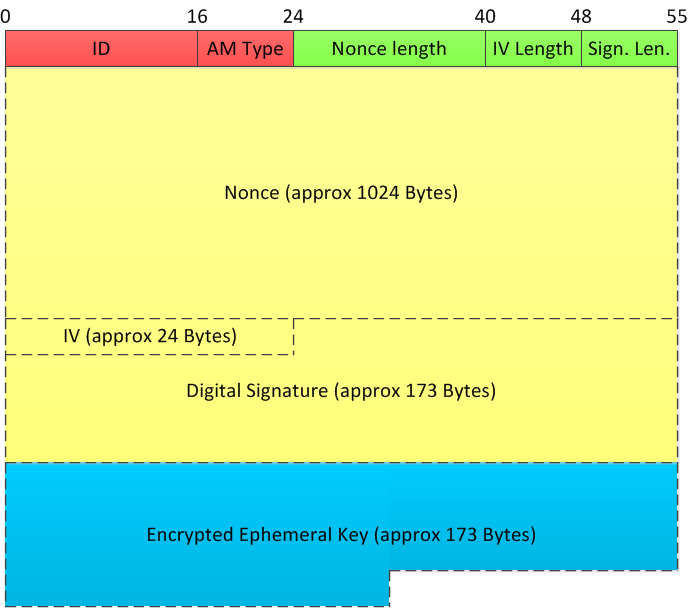 0 16 24 40 48 55
ID AM Type Nonce length IV Length Sign. Len.
Nonce (approx 1024 Bytes)
IV (approx 24 Bytes)
Digital Signature (approx 173 Bytes)
Encrypted Ephemeral Key (approx 173 Bytes)